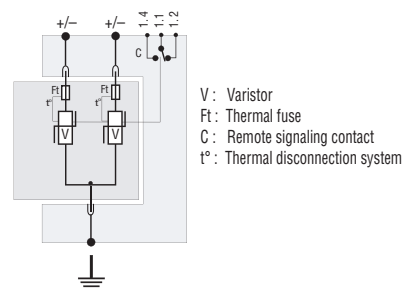 +/–
+/–
1.4
1.1
1.2
C
Ft
Ft
t°
t°
V
V
V : Varistor
Ft : Thermal fuse
C : Remote signaling contact
t° : Thermal disconnection system